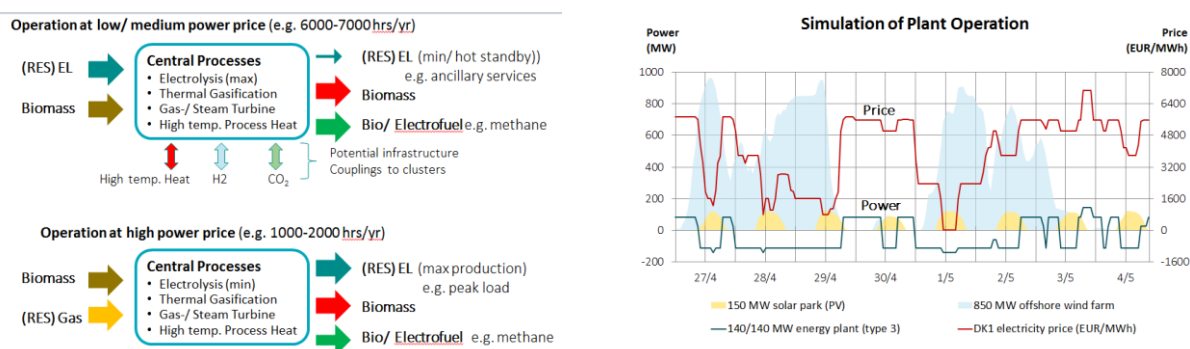 Operation at low/ medium power price (e.g. 6000-7000 hrs/yr)
(RES) EL
Biomass
Central Processes
• Electrolysis (max)
• Thermal Gasification
• Gas-/ Steam Turbine
• High temp. Process Heat
(RES) EL (min/ hot standby))
e.g. ancillary services
Biomass
Bio/ Electrofuel e.g. methane
High temp. Heat
H2
CO2
Potential infrastructure
Couplings to clusters
Operation at high power price (e.g. 1000-2000 hrs/yr)
Biomass
(RES) Gas
Central Processes
• Electrolysis (min)
• Thermal Gasification
• Gas-/ Steam Turbine
• High temp. Process Heat
(RES) EL (max production)
e.g. peak load
Biomass
Bio/ Electrofuel e.g. methane
Simulation of Plant Operation
Power
(MW)
Price
(EUR/MWh)
1000
800
600
400
200
0
-200
8000
6400
4800
3200
1600
0
-1600
Price
Power
27/4
28/4
29/4
30/4
1/5
2/5
3/5
4/5
150 MW solar park (PV)
850 MW offshore wind farm
140/140 MW energy plant (type 3)
DK1 electricity price (EUR/MWh)